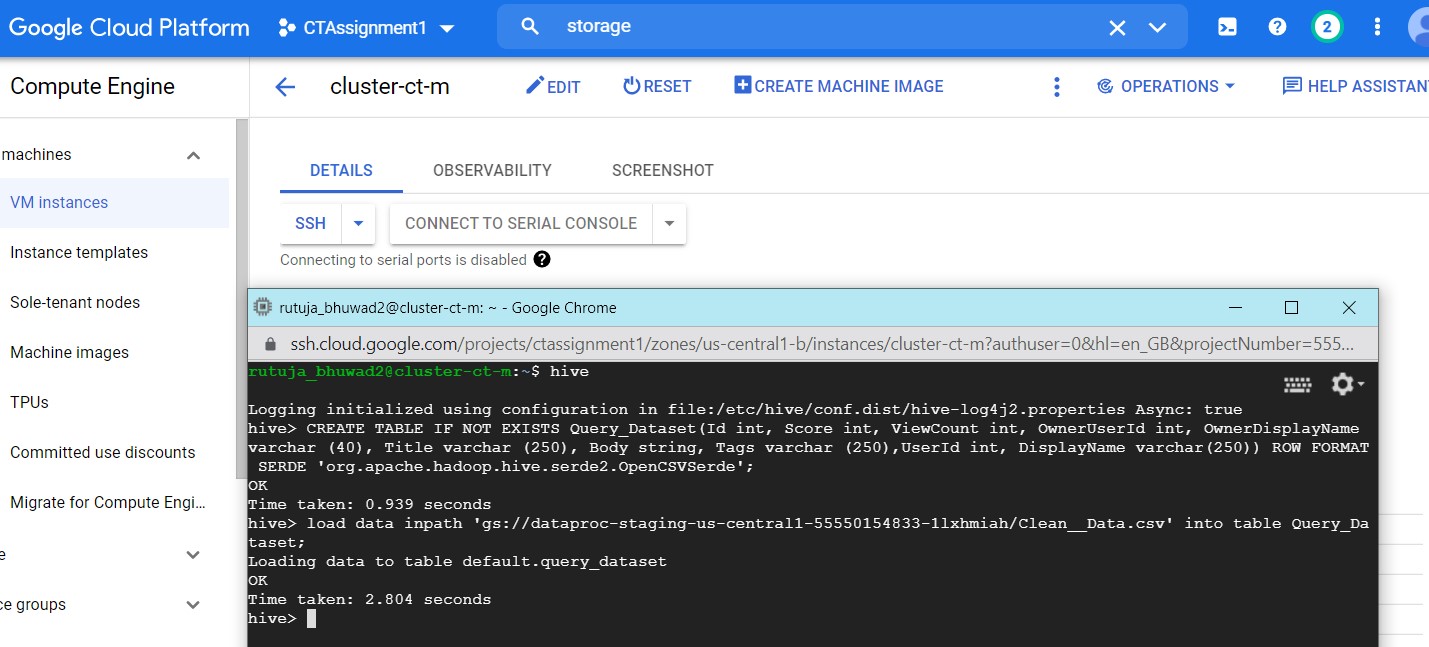 Google Cloud Platform CTAssignment1 storage 2
Compute Engine cluster-ct-m EDIT RESET CREATE MACHINE IMAGE OPERATIONS HELP ASSISTAN
machines
VM instances
Instance templates
Sole-tenant nodes
Machine images
TPUs
Committed use discounts
Migrate for Compute Engi...
e
ce groups
DETAILS OBSERVABILITY SCREENSHOT
SSH CONNECT TO SERIAL CONSOLE
Connecting to serial ports is disabled ?
rutuja_bhuwad2@cluster-ct-m: ~ - Google Chrome
ssh.cloud.google.com/projects/ctassignment1/zones/us-central1-b/instances/cluster-ct-m?authuser=0&hl=en_GB&projectNumber=555...
rutuja_bhuwad2@cluster-ct-m:~$ hive
Logging initialized using configuration in file:/etc/hive/conf.dist/hive-log4j2.properties Async: true
hive> CREATE TABLE IF NOT EXISTS Query_Dataset(Id int, Score int, ViewCount int, OwnerUserId int, OwnerDisplayName
varchar (40), Title varchar (250), Body string, Tags varchar (250),UserId int, DisplayName varchar(250)) ROW FORMAT
SERDE 'org.apache.hadoop.hive.serde2.OpenCSVSerde';
OK
Time taken: 0.939 seconds
hive> load data inpath 'gs://dataproc-staging-us-central1-55550154833-1lxhmiah/Clean__Data.csv' into table Query_Da
taset;
Loading data to table default.query_dataset
OK
Time taken: 2.804 seconds
hive>